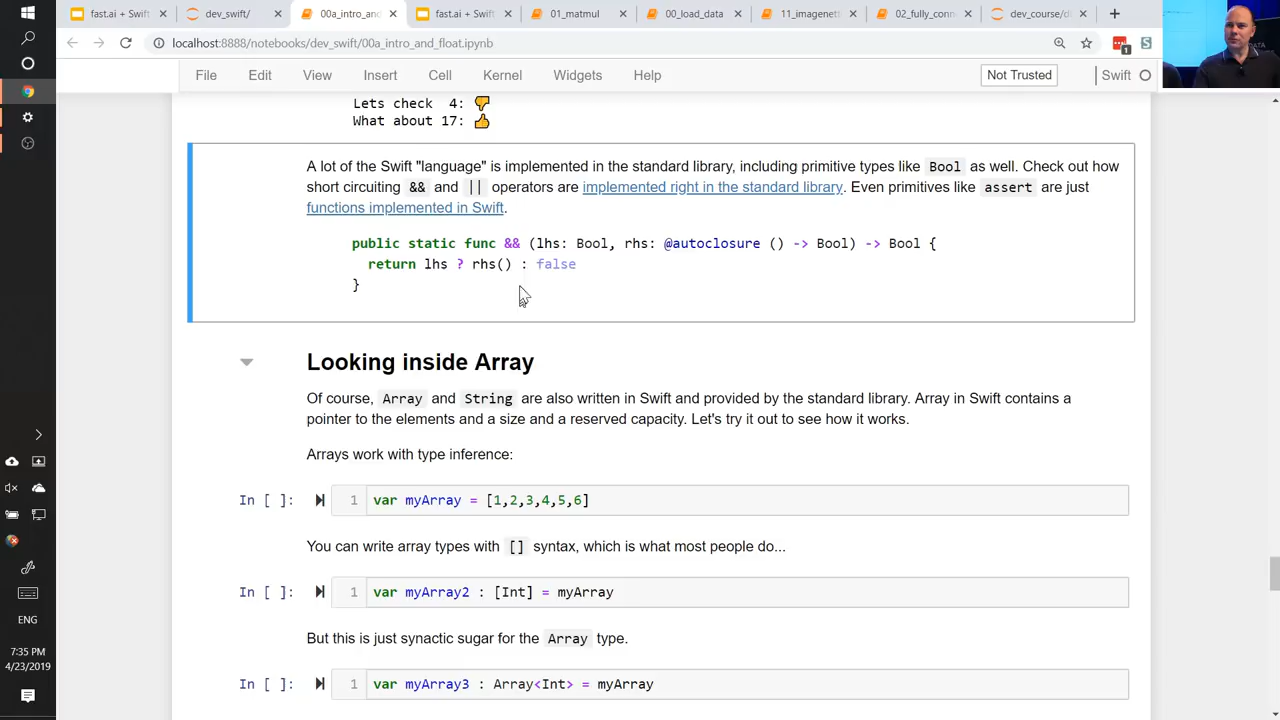 fast.ai • Swift
dev_swift/
00a_intro_and
fast.ai • Swift
01_matmul
00_load_data
11_imagenett
02_fully_conn
dev_course/dl
localhost:8888/notebooks/dev_swift/00a_intro_and_float.ipynb
1
File Edit View Insert Cell Kernel Widgets Help Not Trusted Swift
Lets check 4: 👎
What about 17: 👍
A lot of the Swift "language" is implemented in the standard library, including primitive types like Bool as well. Check out how
short circuiting && and || operators are implemented right in the standard library. Even primitives like assert are just
functions implemented in Swift.
public static func && (lhs: Bool, rhs: @autoclosure () -> Bool) -> Bool {
return lhs ? rhs() : false
}
Looking inside Array
Of course, Array and String are also written in Swift and provided by the standard library. Array in Swift contains a
pointer to the elements and a size and a reserved capacity. Let's try it out to see how it works.
Arrays work with type inference:
In [ ]: 1 var myArray = [1,2,3,4,5,6]
You can write array types with [] syntax, which is what most people do...
In [ ]: 1 var myArray2 : [Int] = myArray
But this is just synactic sugar for the Array type.
In [ ]: 1 var myArray3 : Array<Int> = myArray
ENG
7:35 PM
4/23/2019